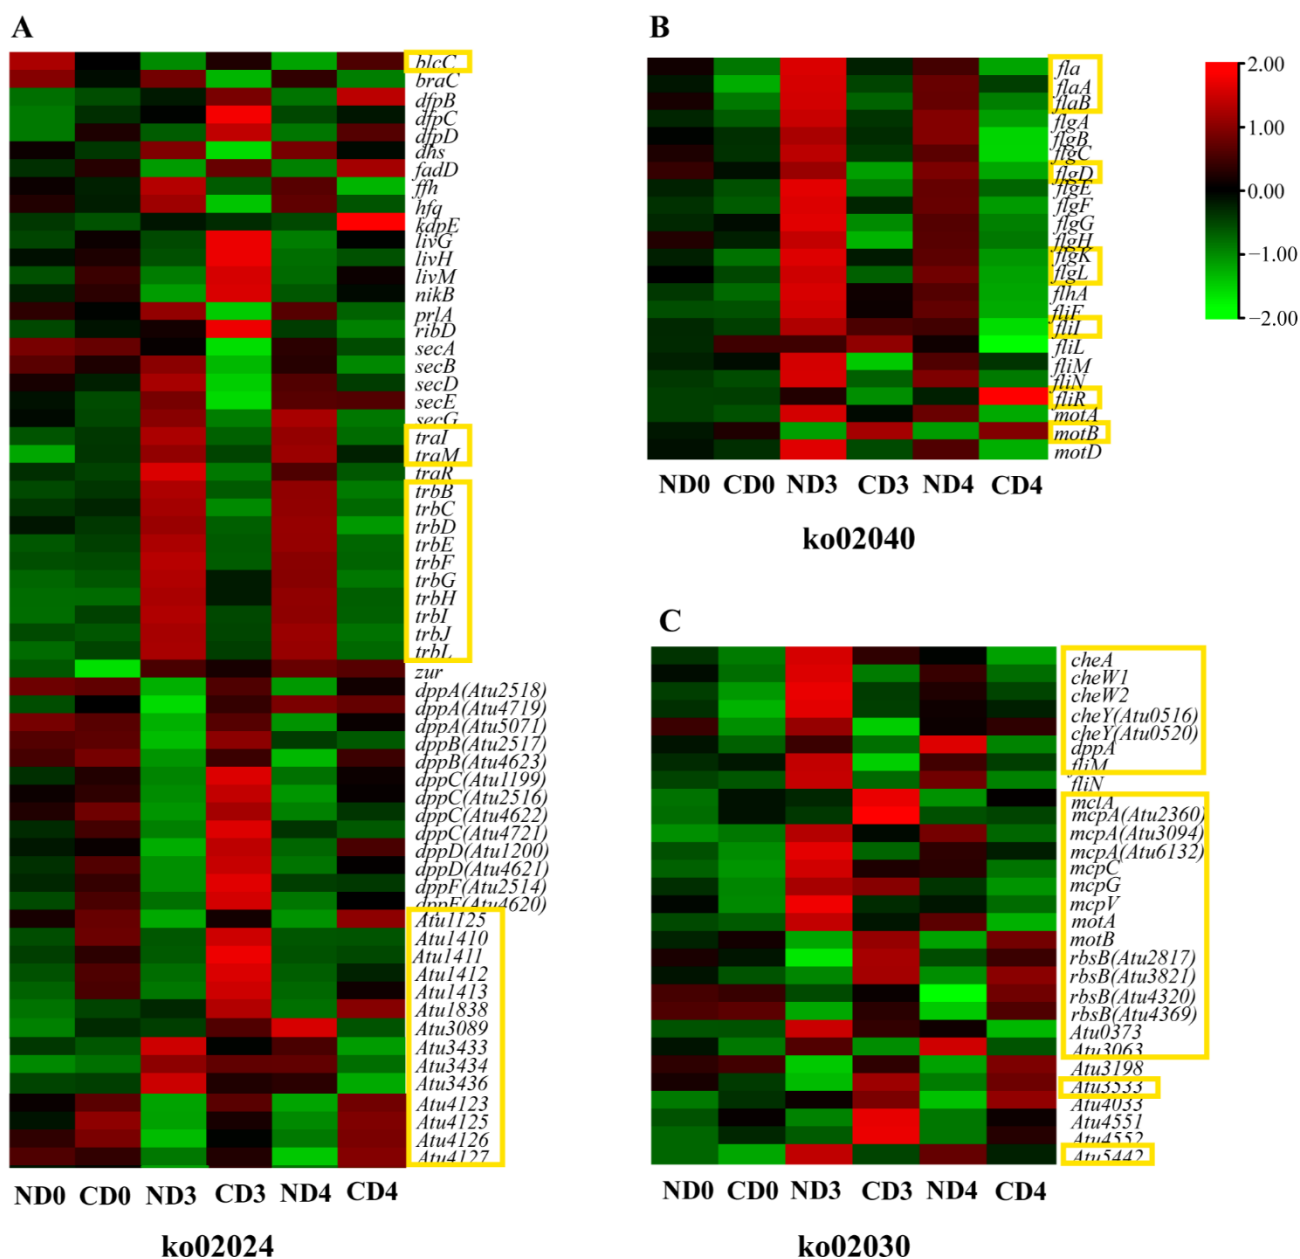 A
blcC
braC
dfpB
dfpC
dfpD
dhs
fadD
ffh
hfq
kdpE
livG
livH
livM
nikB
prlA
ribD
secA
secB
secD
secE
secG
traI
traM
traR
trbB
trbC
trbD
trbE
trbF
trbG
trbH
trbI
trbJ
trbL
zur
dppA(Atu2518)
dppA(Atu4719)
dppA(Atu5071)
dppB(Atu2517)
dppB(Atu4623)
dppC(Atu1199)
dppC(Atu2516)
dppC(Atu4622)
dppC(Atu4721)
dppD(Atu1200)
dppD(Atu4621)
dppF(Atu2514)
dppF(Atu4620)
Atu1125
Atu1410
Atu1411
Atu1412
Atu1413
Atu1838
Atu3089
Atu3433
Atu3434
Atu3436
Atu4123
Atu4125
Atu4126
Atu4127
ND0 CD0 ND3 CD3 ND4 CD4
ko02024
B
fla
flaA
flaB
flgA
flgB
flgC
flgD
flgE
flgF
flgG
flgH
flgK
flgL
flhA
fliF
fliI
fliL
fliM
fliN
fliR
motA
motB
motD
ND0 CD0 ND3 CD3 ND4 CD4
ko02040
2.00
1.00
0.00
−1.00
−2.00
C
cheA
cheW1
cheW2
cheY(Atu0516)
cheY(Atu0520)
dppA
fliM
fliN
mclA
mcpA(Atu2360)
mcpA(Atu3094)
mcpA(Atu6132)
mcpC
mcpG
mcpV
motA
motB
rbsB(Atu2817)
rbsB(Atu3821)
rbsB(Atu4320)
rbsB(Atu4369)
Atu0373
Atu3063
Atu3198
Atu3533
Atu4033
Atu4551
Atu4552
Atu5442
ND0 CD0 ND3 CD3 ND4 CD4
ko02030